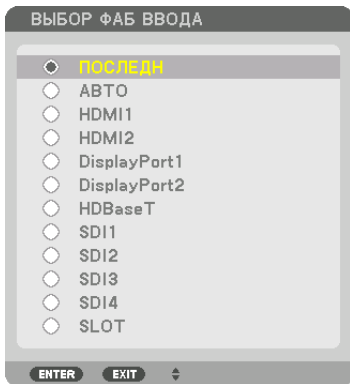 ВЫБОР ФАБ ВВОДА
ПОСЛЕДН
АВТО
HDMI1
HDMI2
DisplayPort1
DisplayPort2
HDBaseT
SDI1
SDI2
SDI3
SDI4
SLOT
ENTER EXIT